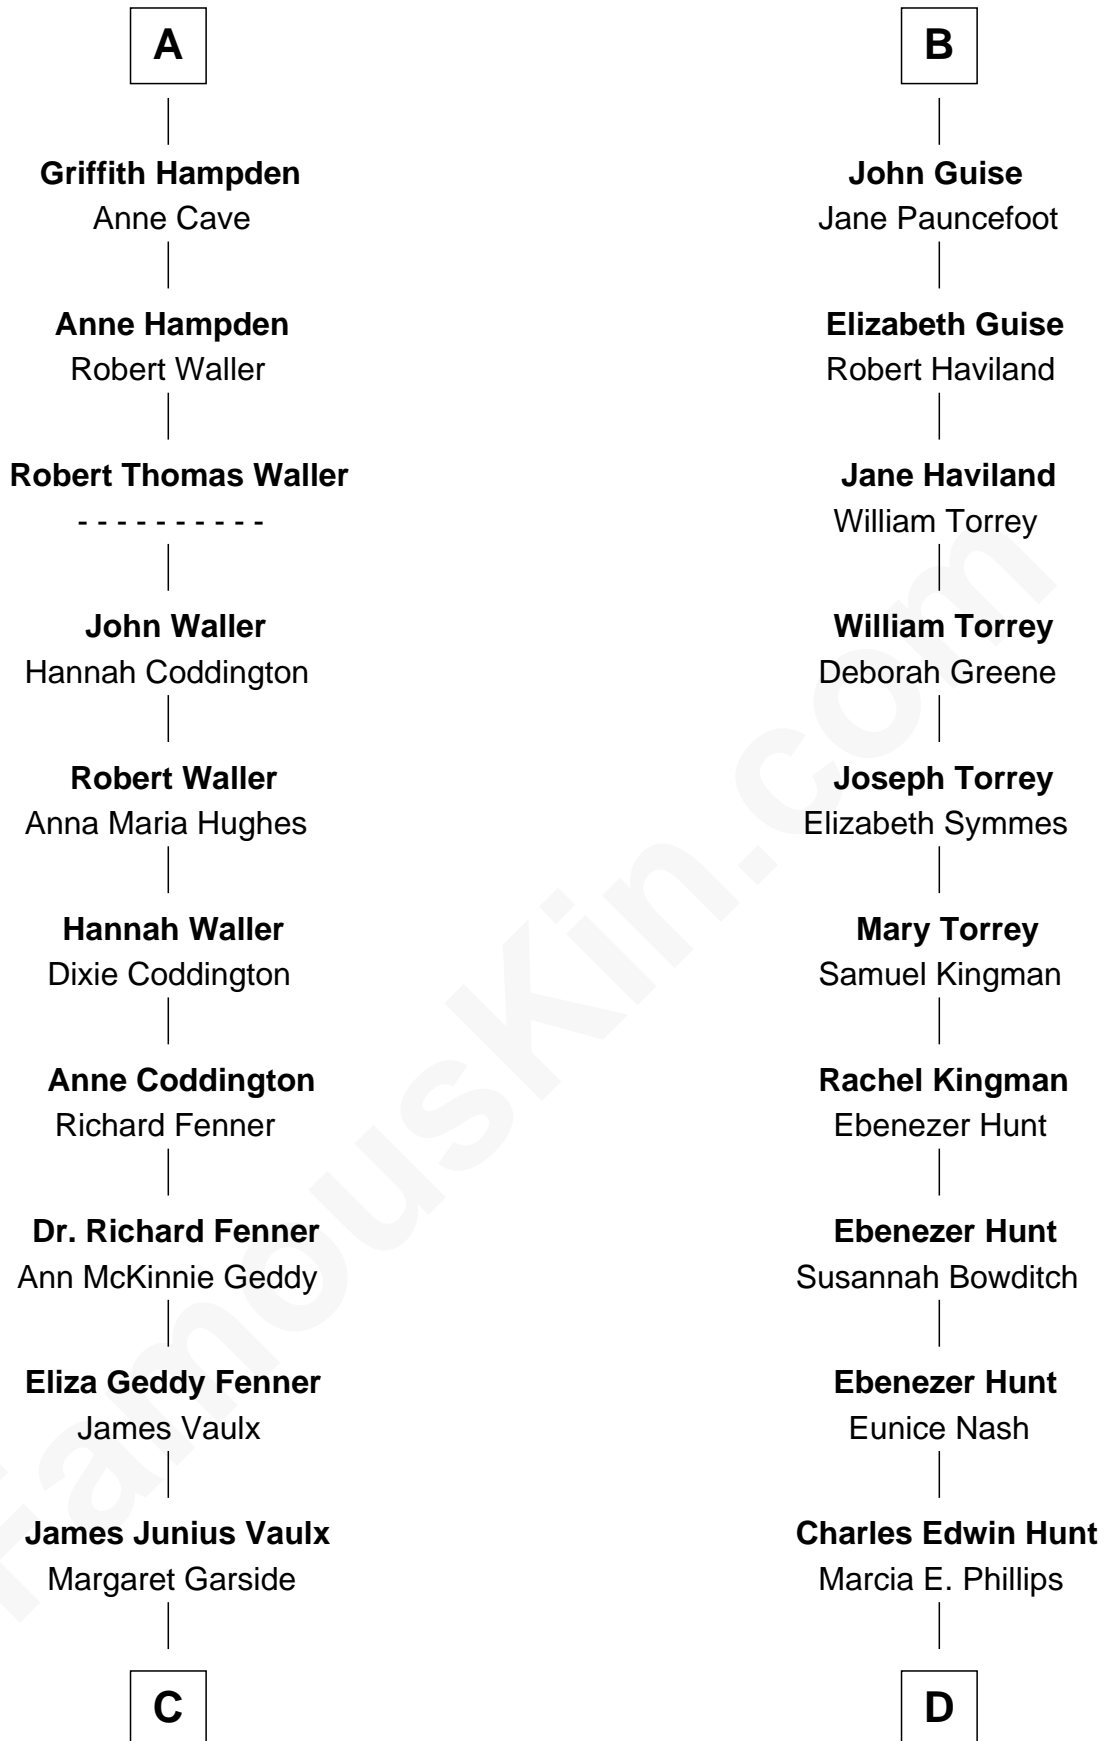 A
Griffith Hampden
Anne Cave
Anne Hampden
Robert Waller
Robert Thomas Waller
- - - - - - - - - -
John Waller
Hannah Coddington
Robert Waller
Anna Maria Hughes
Hannah Waller
Dixie Coddington
Anne Coddington
Richard Fenner
Dr. Richard Fenner
Ann McKinnie Geddy
Eliza Geddy Fenner
James Vaulx
James Junius Vaulx
Margaret Garside
C
B
John Guise
Jane Pauncefoot
Elizabeth Guise
Robert Haviland
Jane Haviland
William Torrey
William Torrey
Deborah Greene
Joseph Torrey
Elizabeth Symmes
Mary Torrey
Samuel Kingman
Rachel Kingman
Ebenezer Hunt
Ebenezer Hunt
Susannah Bowditch
Ebenezer Hunt
Eunice Nash
Charles Edwin Hunt
Marcia E. Phillips
D
FamousKin.com